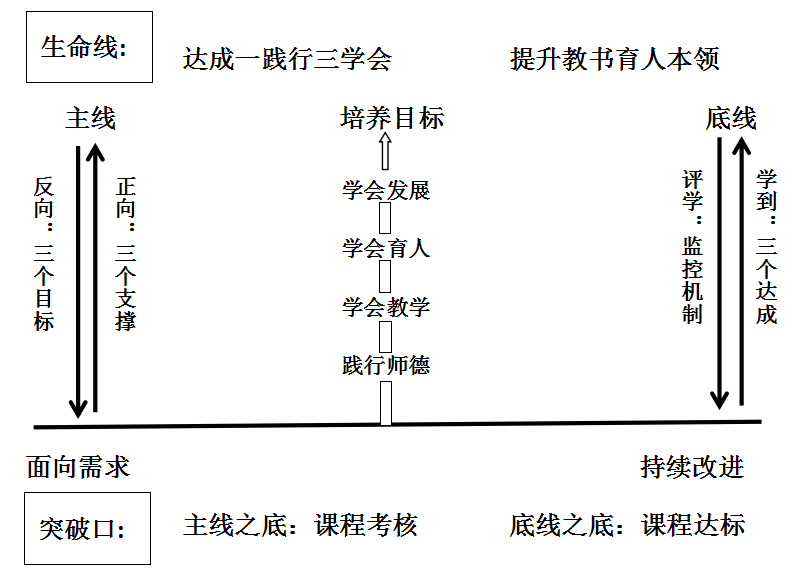 生命线:
达成一践行三学会
提升教书育人本领
主线
培养目标
底线
反向：三个目标
正向：三个支撑
学会发展
学会育人
学会教学
践行师德
评学：监控机制
学到：三个达成
面向需求
持续改进
突破口:
主线之底：课程考核
底线之底：课程达标